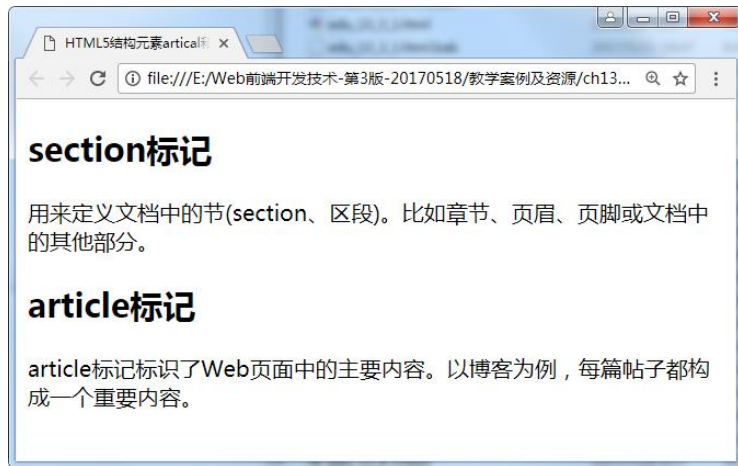 HTML5结构元素artical
file:///E:/Web前端开发技术-第3版-20170518/教学案例及资源/ch13...
section标记
用来定义文档中的节(section、区段)。比如章节、页眉、页脚或文档中
的其他部分。
article标记
article标记标识了Web页面中的主要内容。以博客为例，每篇帖子都构
成一个重要内容。